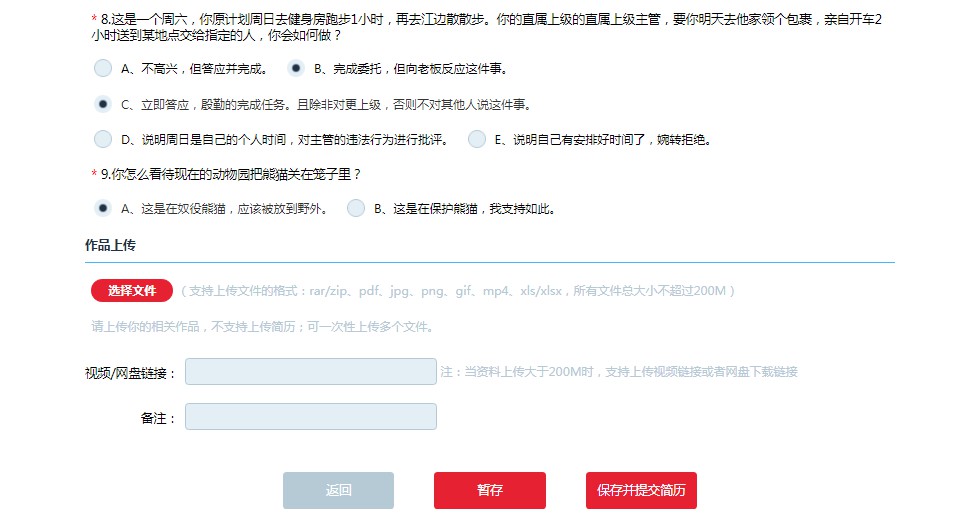 * 8.这是一个周六，你原计划周日去健身房跑步1小时，再去江边散散步。你的直属上级的直属上级主管，要你明天去他家领个包裹，亲自开车2
小时送到某地点交给指定的人，你会如何做？
A、不高兴，但答应并完成。 B、完成委托，但向老板反应这件事。
C、立即答应，殷勤的完成任务。且除非对更上级，否则不对其他人说这件事。
D、说明周日是自己的个人时间，对主管的违法行为进行批评。 E、说明自己有安排好时间了，婉转拒绝。
* 9.你怎么看待现在的动物园把熊猫关在笼子里？
A、这是在奴役熊猫，应该被放到野外。 B、这是在保护熊猫，我支持如此。
作品上传
选择文件 （支持上传文件的格式：rar/zip、pdf、jpg、png、gif、mp4、xls/xlsx，所有文件总大小不超过200M）
请上传你的相关作品，不支持上传简历；可一次性上传多个文件。
视频/网盘链接： 注：当资料上传大于200M时，支持上传视频链接或者网盘下载链接
备注：
返回 暂存 保存并提交简历